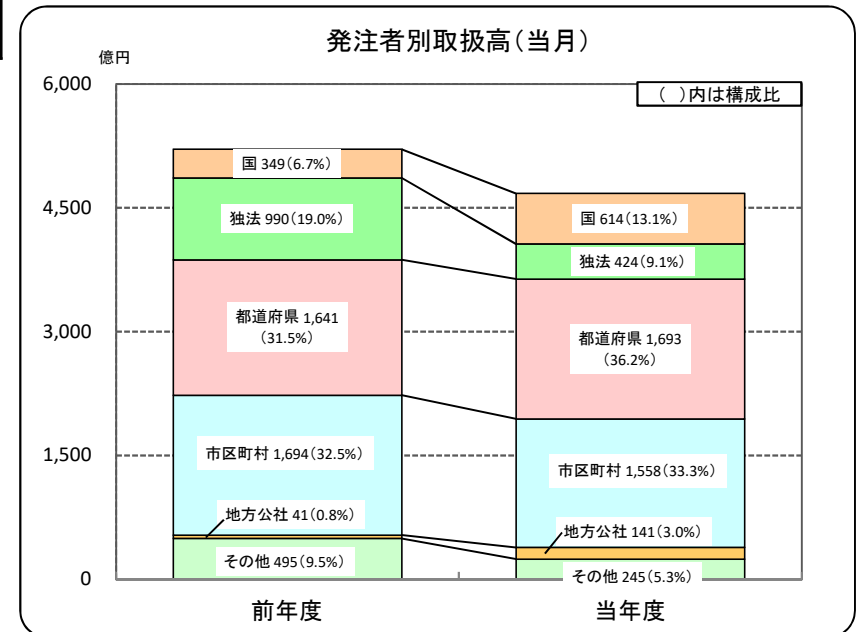 発注者別取扱高(当月)
億円
(　)内は構成比
6,000
4,500
3,000
1,500
0
国 349(6.7%)
独法 990(19.0%)
都道府県 1,641
(31.5%)
市区町村 1,694(32.5%)
地方公社 41(0.8%)
その他 495(9.5%)
国 614(13.1%)
独法 424(9.1%)
都道府県 1,693
(36.2%)
市区町村 1,558(33.3%)
地方公社 141(3.0%)
その他 245(5.3%)
前年度
当年度